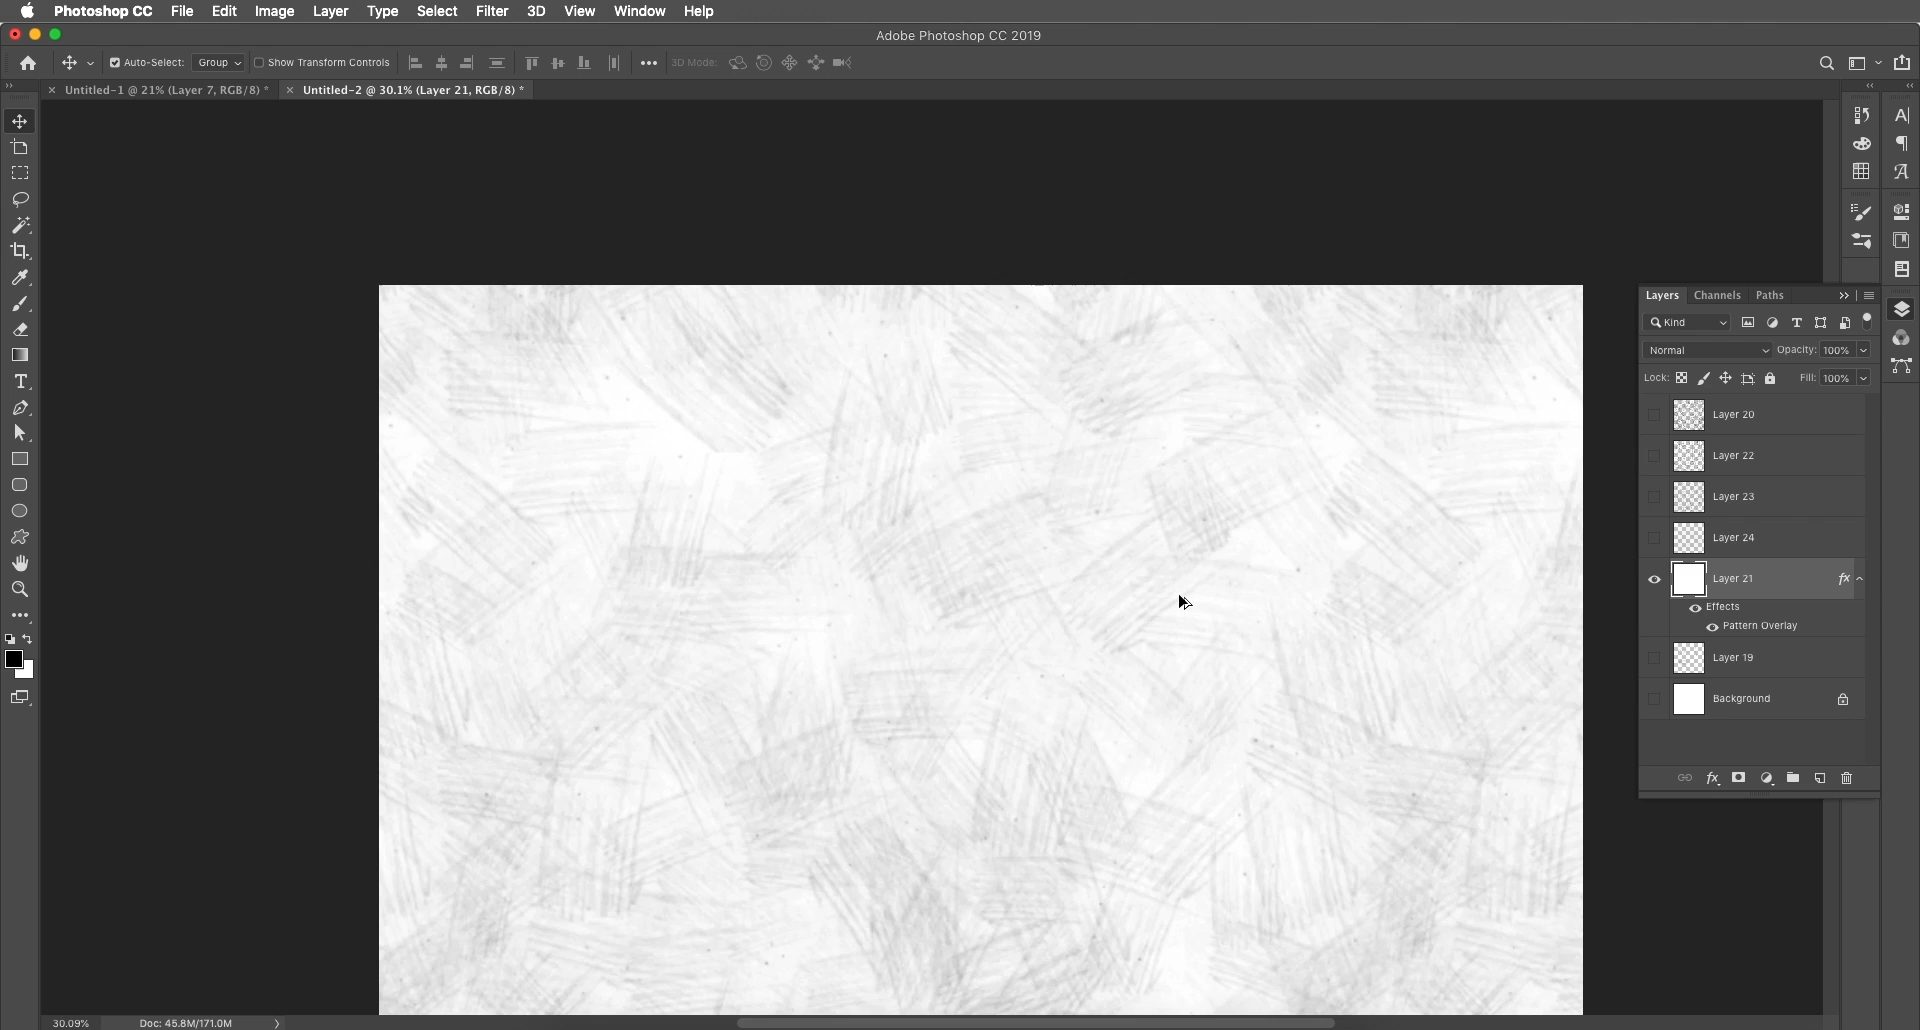 Photoshop CC File Edit Image Layer Type Select Filter 3D View Window Help
Adobe Photoshop CC 2019
Auto-Select: Group Show Transform Controls 3D Mode:
Untitled-1 @ 21% (Layer 7, RGB/8) * Untitled-2 @ 30.1% (Layer 21, RGB/8) *
Layers Channels Paths
Kind
Normal Opacity: 100%
Lock: Fill: 100%
Layer 20
Layer 22
Layer 23
Layer 24
Layer 21 fx
Effects
Pattern Overlay
Layer 19
Background
fx
30.09% Doc: 45.8M/171.0M